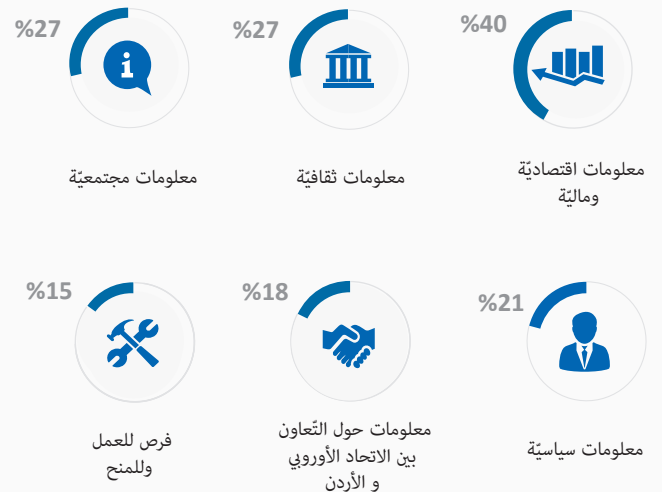 %40
معلومات اقتصاديّة
وماليّة
%27
معلومات ثقافيّة
%27
معلومات مجتمعيّة
%21
معلومات سياسيّة
%18
معلومات حول التّعاون
بين الاتحاد الأوروبي
و الأردن
%15
فرص للعمل
وللمنح